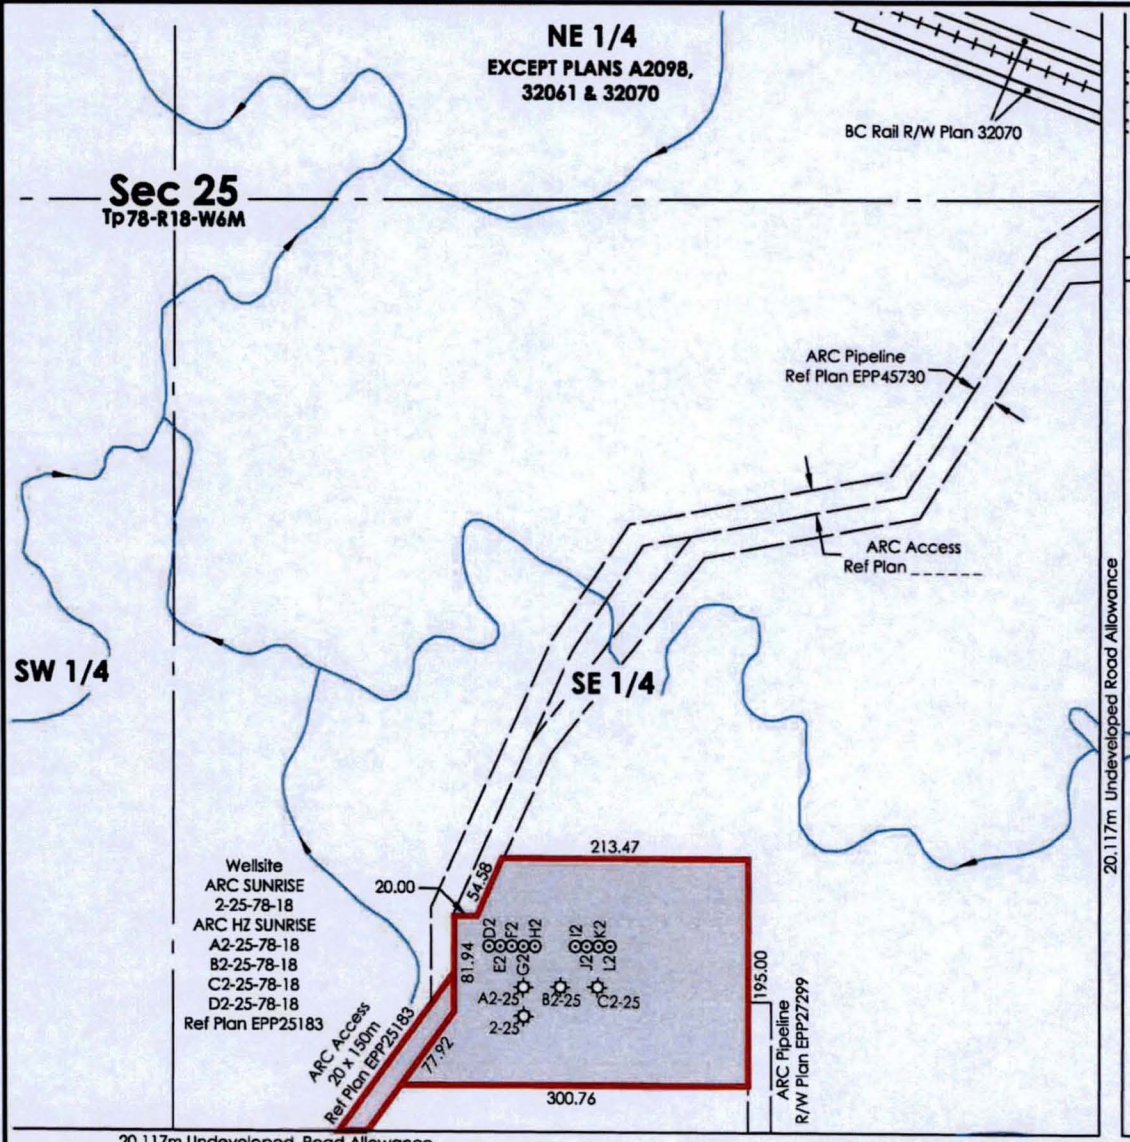 NE 1/4
EXCEPT PLANS A2098,
32061 & 32070
BC Rail R/W Plan 32070
Sec 25
Tp78-R18-W6M
ARC Pipeline
Ref Plan EPP45730
ARC Access
Ref Plan
20.117m Undeveloped Road Allowance
SW 1/4
SE 1/4
Wellsite
ARC SUNRISE
2-25-78-18
ARC HZ SUNRISE
A2-25-78-18
B2-25-78-18
C2-25-78-18
D2-25-78-18
Ref Plan EPP25183
213.47
20.00
54.58
81.94
D2
E2
F2
G2
H2
I2
J2
K2
L2
A2-25
B2-25
C2-25
2-25
195.00
ARC Pipeline
R/W Plan EPP27299
ARC Access
20 x 150m
Ref Plan EPP25183
77.92
300.76
20.117m Undeveloped Road Allowance